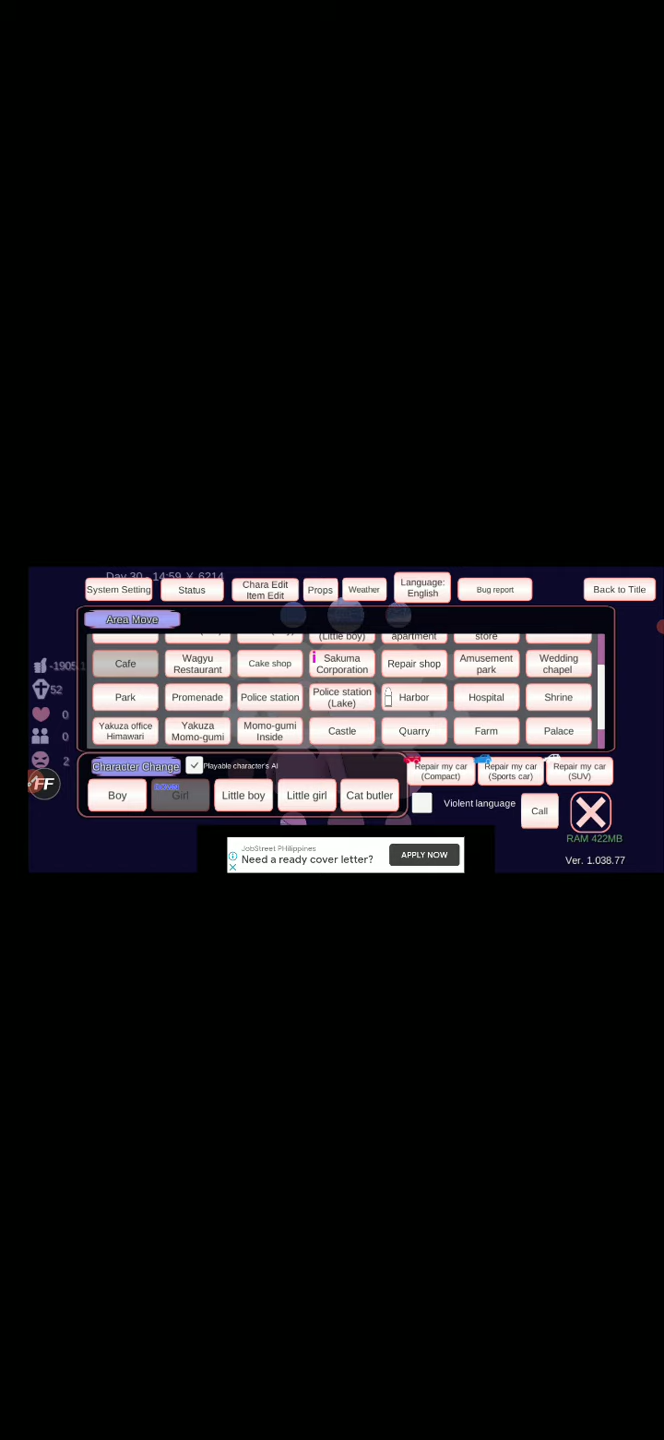 Day 30 - 14:59 ¥ 6214
System Setting
Status
Chara Edit
Item Edit
Props
Weather
Language:
English
Bug report
Back to Title
Area Move
(Little boy)
apartment
store
Cafe
Wagyu
Restaurant
Cake shop
Sakuma
Corporation
Repair shop
Amusement
park
Wedding
chapel
Park
Promenade
Police station
Police station
(Lake)
Harbor
Hospital
Shrine
Yakuza office
Himawari
Yakuza
Momo-gumi
Momo-gumi
Inside
Castle
Quarry
Farm
Palace
-1905.1
52
0
0
2
FF
Character Change
Playable character's AI
Boy
Girl
Little boy
Little girl
Cat butler
Repair my car
(Compact)
Repair my car
(Sports car)
Repair my car
(SUV)
Violent language
Call
RAM 422MB
Ver. 1.038.77
JobStreet Philippines
Need a ready cover letter?
APPLY NOW